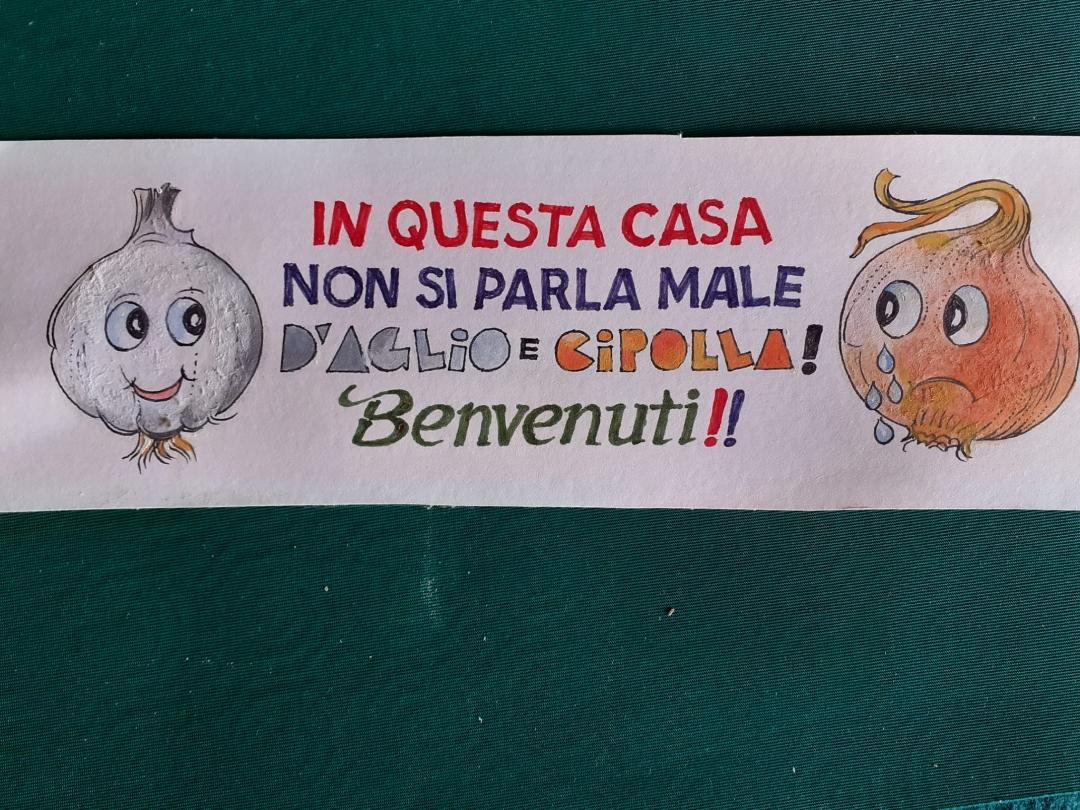 IN QUESTA CASA
NON SI PARLA MALE
D'AGLiO E CiPOLLA!
Benvenuti!!